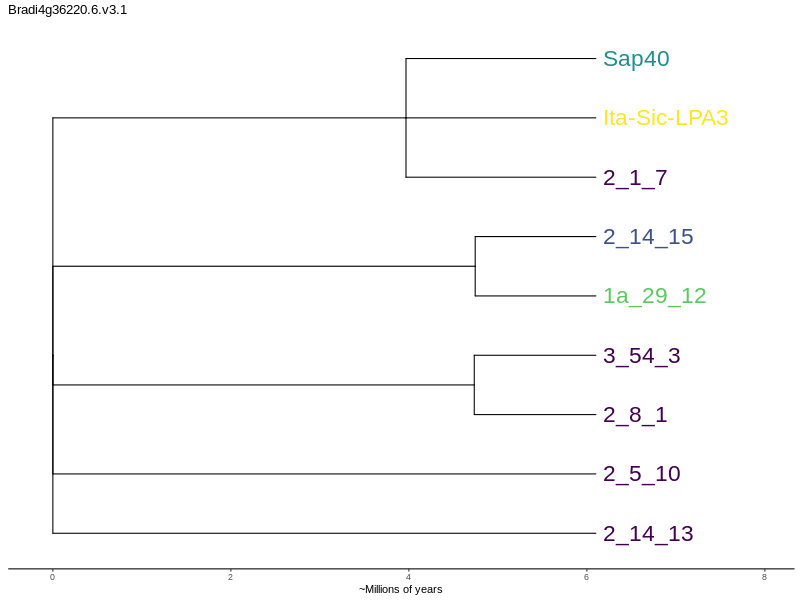 Bradi4g36220.6.v3.1
Sap40
Ita-Sic-LPA3
2_1_7
2_14_15
1a_29_12
3_54_3
2_8_1
2_5_10
2_14_13
0 2 4 6 8
~Millions of years